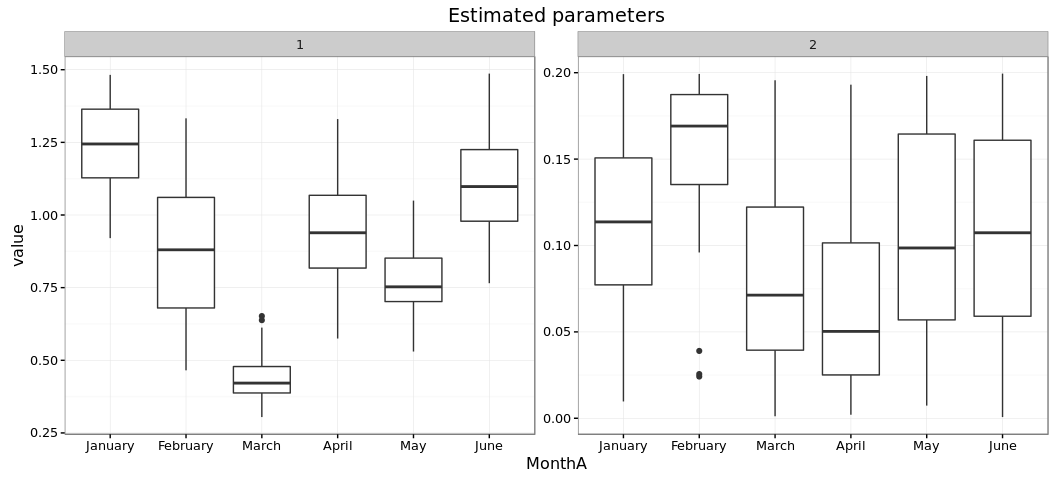 Estimated parameters
1
2
value
1.50
1.25
1.00
0.75
0.50
0.25
0.20
0.15
0.10
0.05
0.00
January February March April May June
January February March April May June
MonthA